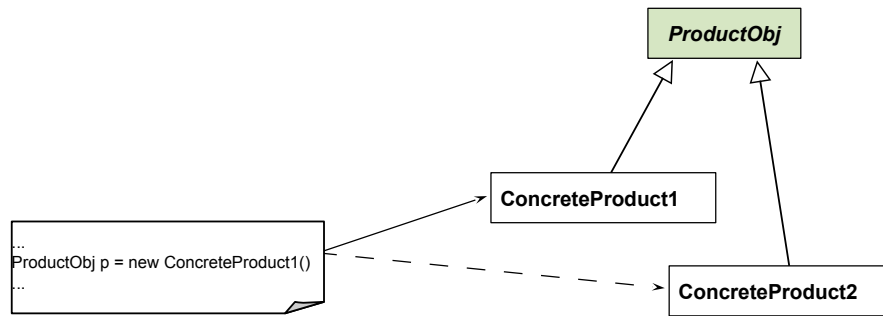 ProductObj
ConcreteProduct1
...
ProductObj p = new ConcreteProduct1()
...
ConcreteProduct2